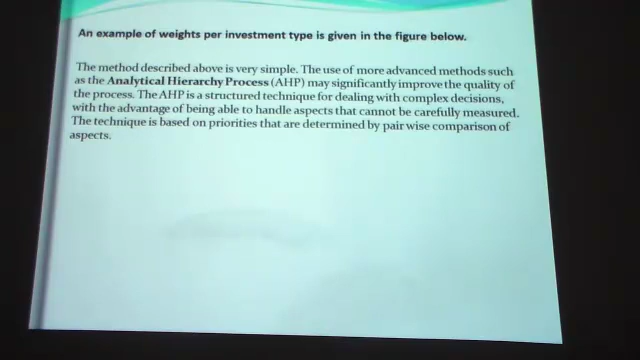 An example of weights per investment type is given in the figure below.
The method described above is very simple. The use of more advanced methods such
as the Analytical Hierarchy Process (AHP) may significantly improve the quality of
the process. The AHP is a structured technique for dealing with complex decisions,
with the advantage of being able to handle aspects that cannot be carefully measured.
The technique is based on priorities that are determined by pair wise comparison of
aspects.